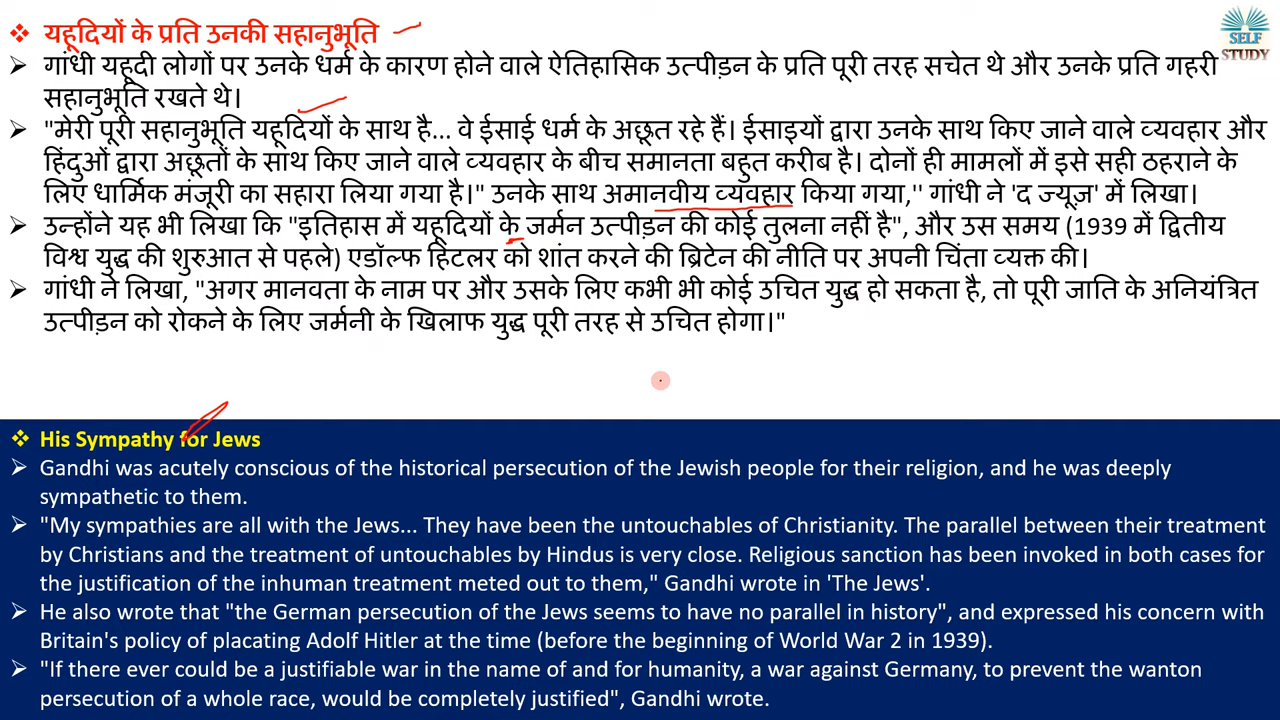 ❖ यहूदियों के प्रति उनकी सहानुभूति
SELF
STUDY
➢ गांधी यहूदी लोगों पर उनके धर्म के कारण होने वाले ऐतिहासिक उत्पीड़न के प्रति पूरी तरह सचेत थे और उनके प्रति गहरी
सहानुभूति रखते थे।
➢ "मेरी पूरी सहानुभूति यहूदियों के साथ है... वे ईसाई धर्म के अछूत रहे हैं। ईसाइयों द्वारा उनके साथ किए जाने वाले व्यवहार और
हिंदुओं द्वारा अछूतों के साथ किए जाने वाले व्यवहार के बीच समानता बहुत करीब है। दोनों ही मामलों में इसे सही ठहराने के
लिए धार्मिक मंजूरी का सहारा लिया गया है।" उनके साथ अमानवीय व्यवहार किया गया,'' गांधी ने 'द ज्यूज़' में लिखा।
➢ उन्होंने यह भी लिखा कि "इतिहास में यहूदियों के जर्मन उत्पीड़न की कोई तुलना नहीं है", और उस समय (1939 में द्वितीय
विश्व युद्ध की शुरुआत से पहले) एडॉल्फ हिटलर को शांत करने की ब्रिटेन की नीति पर अपनी चिंता व्यक्त की।
➢ गांधी ने लिखा, "अगर मानवता के नाम पर और उसके लिए कभी भी कोई उचित युद्ध हो सकता है, तो पूरी जाति के अनियंत्रित
उत्पीड़न को रोकने के लिए जर्मनी के खिलाफ युद्ध पूरी तरह से उचित होगा।"
❖ His Sympathy for Jews
➢ Gandhi was acutely conscious of the historical persecution of the Jewish people for their religion, and he was deeply
sympathetic to them.
➢ "My sympathies are all with the Jews... They have been the untouchables of Christianity. The parallel between their treatment
by Christians and the treatment of untouchables by Hindus is very close. Religious sanction has been invoked in both cases for
the justification of the inhuman treatment meted out to them," Gandhi wrote in 'The Jews'.
➢ He also wrote that "the German persecution of the Jews seems to have no parallel in history", and expressed his concern with
Britain's policy of placating Adolf Hitler at the time (before the beginning of World War 2 in 1939).
➢ "If there ever could be a justifiable war in the name of and for humanity, a war against Germany, to prevent the wanton
persecution of a whole race, would be completely justified", Gandhi wrote.